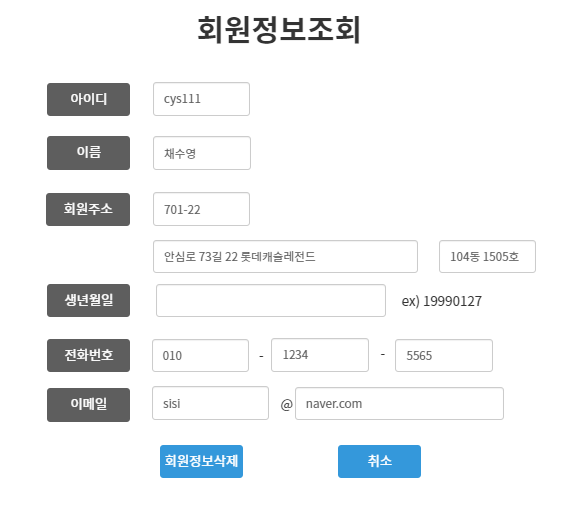 회원정보조회
아이디 cys111
이름 채수영
회원주소 701-22
안심로 73길 22 롯데캐슬레전드 104동 1505호
생년월일 ex) 19990127
전화번호 010 - 1234 - 5565
이메일 sisi @ naver.com
회원정보삭제 취소